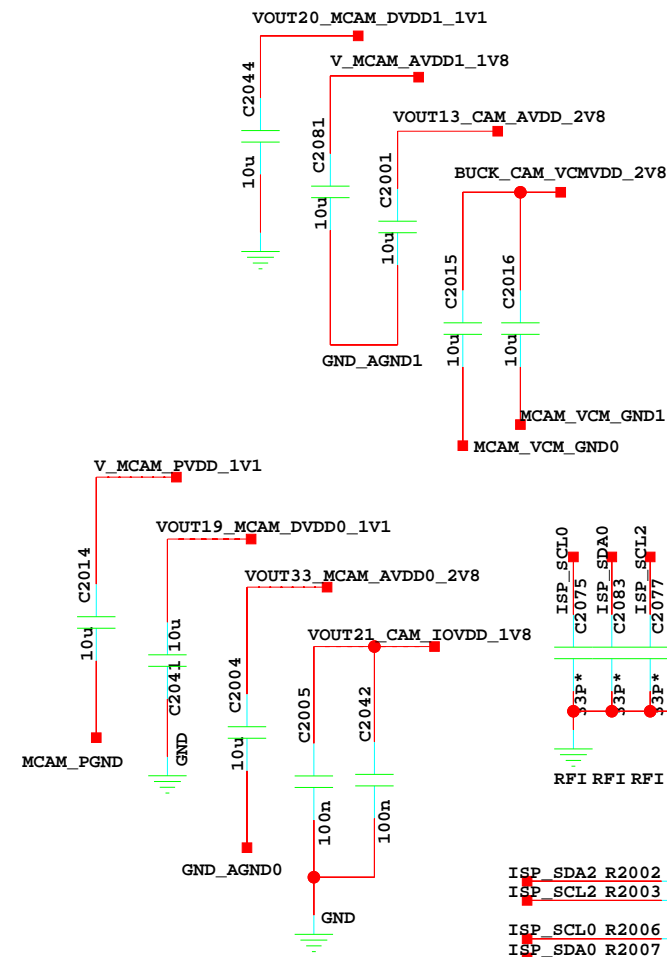 VOUT20_MCAM_DVDD1_1V1
C2044
10u
V_MCAM_AVDD1_1V8
C2081
10u
VOUT13_CAM_AVDD_2V8
C2001
10u
GND_AGND1
BUCK_CAM_VCMVDD_2V8
C2015
10u
C2016
10u
MCAM_VCM_GND1
MCAM_VCM_GND0
V_MCAM_PVDD_1V1
C2014
10u
MCAM_PGND
VOUT19_MCAM_DVDD0_1V1
C2041 10u
GND
VOUT33_MCAM_AVDD0_2V8
C2004
10u
GND_AGND0
VOUT21_CAM_IOVDD_1V8
C2005
100n
C2042
100n
GND
ISP_SCL0
C2075
33P*
ISP_SDA0
C2083
33P*
ISP_SCL2
C2077
33P*
RFI RFI RFI
ISP_SDA2 R2002
ISP_SCL2 R2003
ISP_SCL0 R2006
ISP_SDA0 R2007